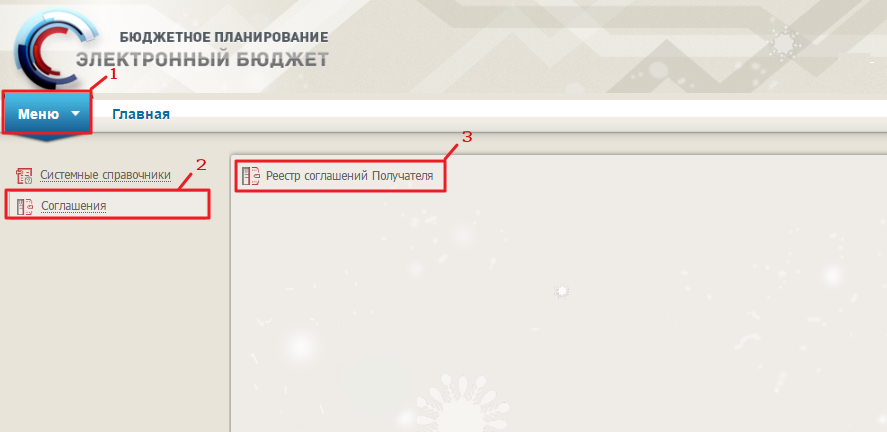 БЮДЖЕТНОЕ ПЛАНИРОВАНИЕ
ЭЛЕКТРОННЫЙ БЮДЖЕТ
1
Меню Главная
3
2
Системные справочники
Реестр соглашений Получателя
Соглашения